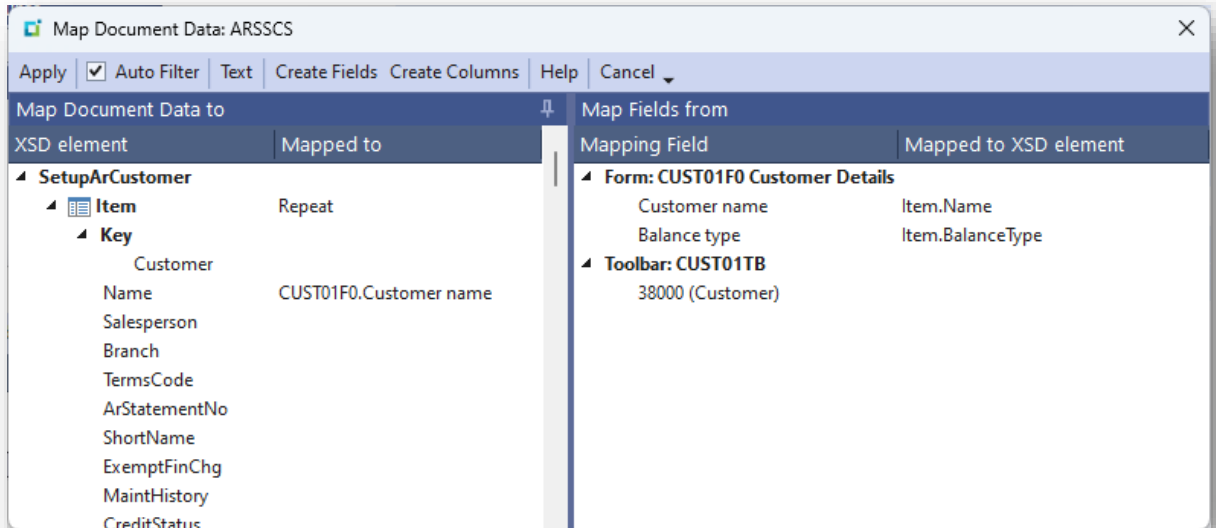 Map Document Data: ARSSCS
Apply Auto Filter Text Create Fields Create Columns Help Cancel
Map Document Data to
XSD element Mapped to
SetupArCustomer
Item Repeat
Key
Customer
Name CUST01F0.Customer name
Salesperson
Branch
TermsCode
ArStatementNo
ShortName
ExemptFinChg
MaintHistory
CreditStatus
Map Fields from
Mapping Field Mapped to XSD element
Form: CUST01F0 Customer Details
Customer name Item.Name
Balance type Item.BalanceType
Toolbar: CUST01TB
38000 (Customer)